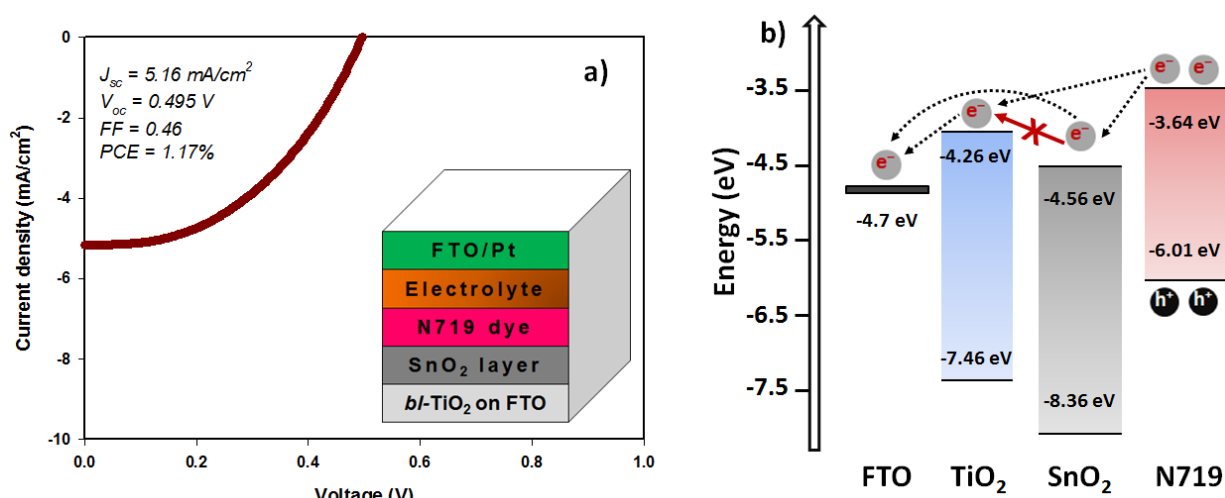 a)
J_sc = 5.16 mA/cm²
V_oc = 0.495 V
FF = 0.46
PCE = 1.17%
Current density (mA/cm²)
0
-2
-4
-6
-8
-10
0.0 0.2 0.4 0.6 0.8 1.0
Voltage (V)
FTO/Pt
Electrolyte
N719 dye
SnO₂ layer
bl-TiO₂ on FTO
b)
Energy (eV)
-3.5
-4.5
-5.5
-6.5
-7.5
e⁻ e⁻
e⁻
e⁻
e⁻
-3.64 eV
-4.26 eV
-4.56 eV
-4.7 eV
-6.01 eV
h⁺ h⁺
-7.46 eV
-8.36 eV
FTO TiO₂ SnO₂ N719